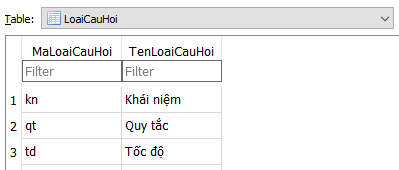 Table: LoaiCauHoi
MaLoaiCauHoi TenLoaiCauHoi
Filter Filter
1 kn Khái niệm
2 qt Quy tắc
3 td Tốc độ